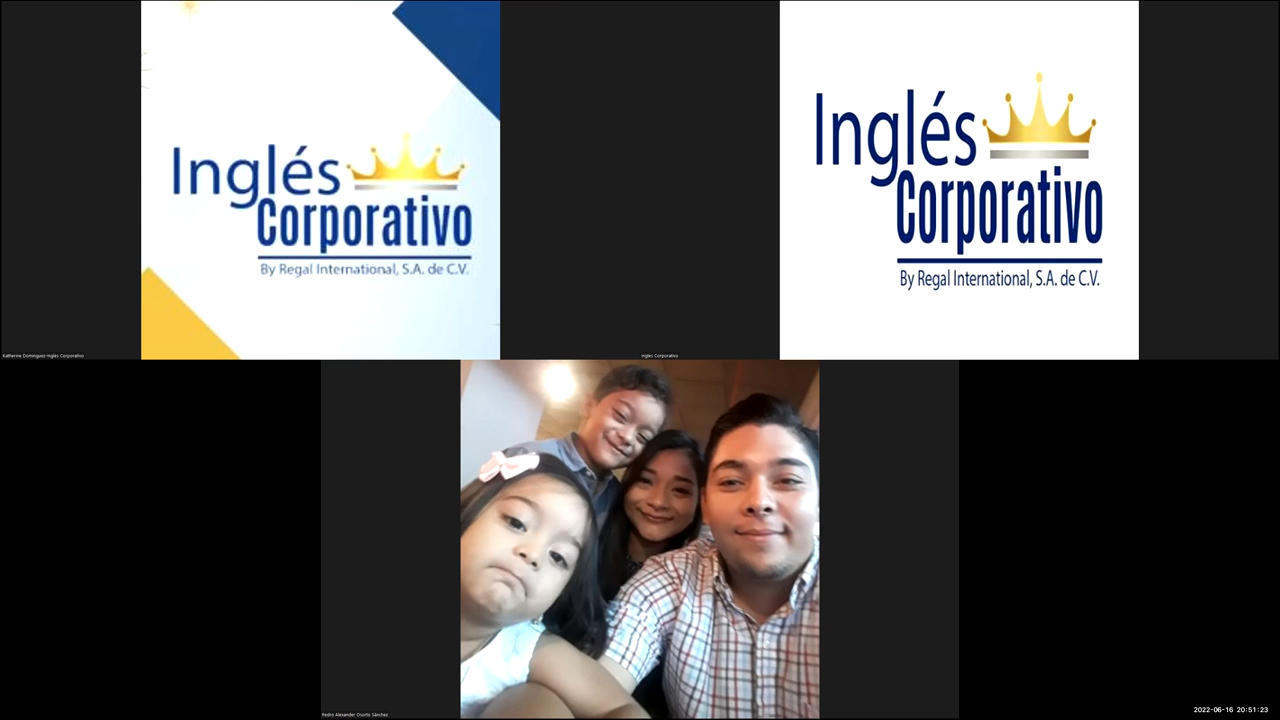 Inglés
Corporativo
By Regal International, S.A. de C.V.
Inglés
Corporativo
By Regal International, S.A. de C.V.
Katherine Dominguez-Inglés Corporativo
Inglés Corporativo
Pedro Alexander Osorto Sánchez
2022-06-16 20:51:23